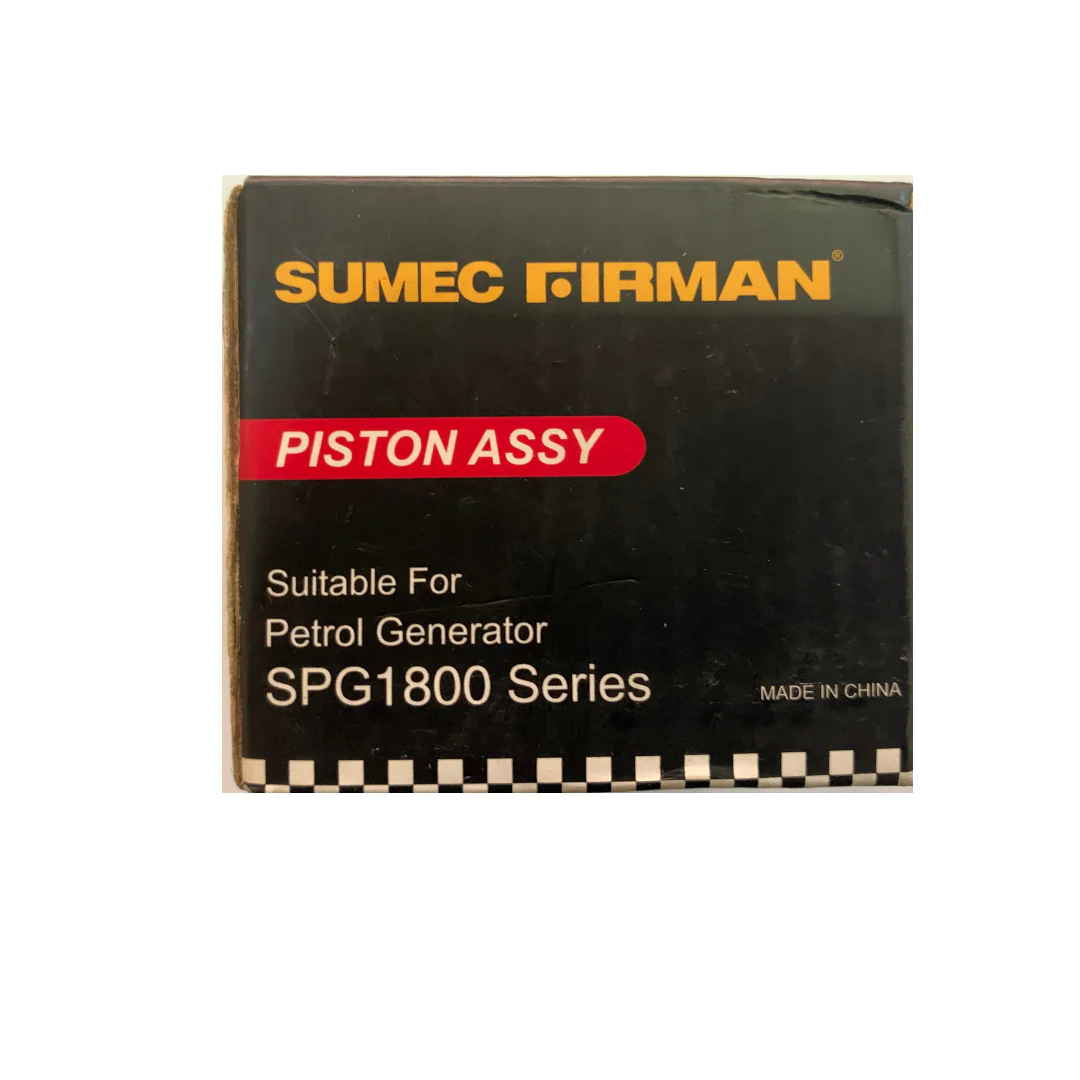 SUMEC FIRMAN®
PISTON ASSY
Suitable For
Petrol Generator
SPG1800 Series
MADE IN CHINA